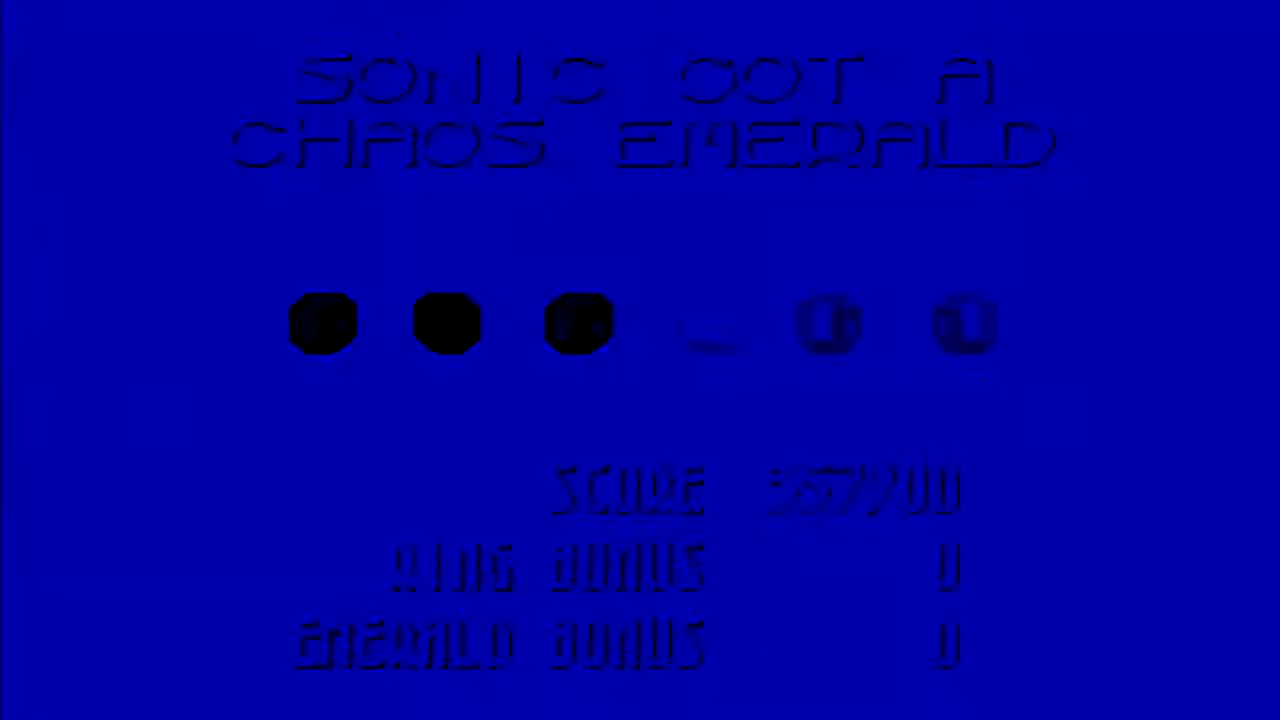 SONIC GOT A
CHAOS EMERALD
SCORE
RING BONUS 0
EMERALD BONUS 0